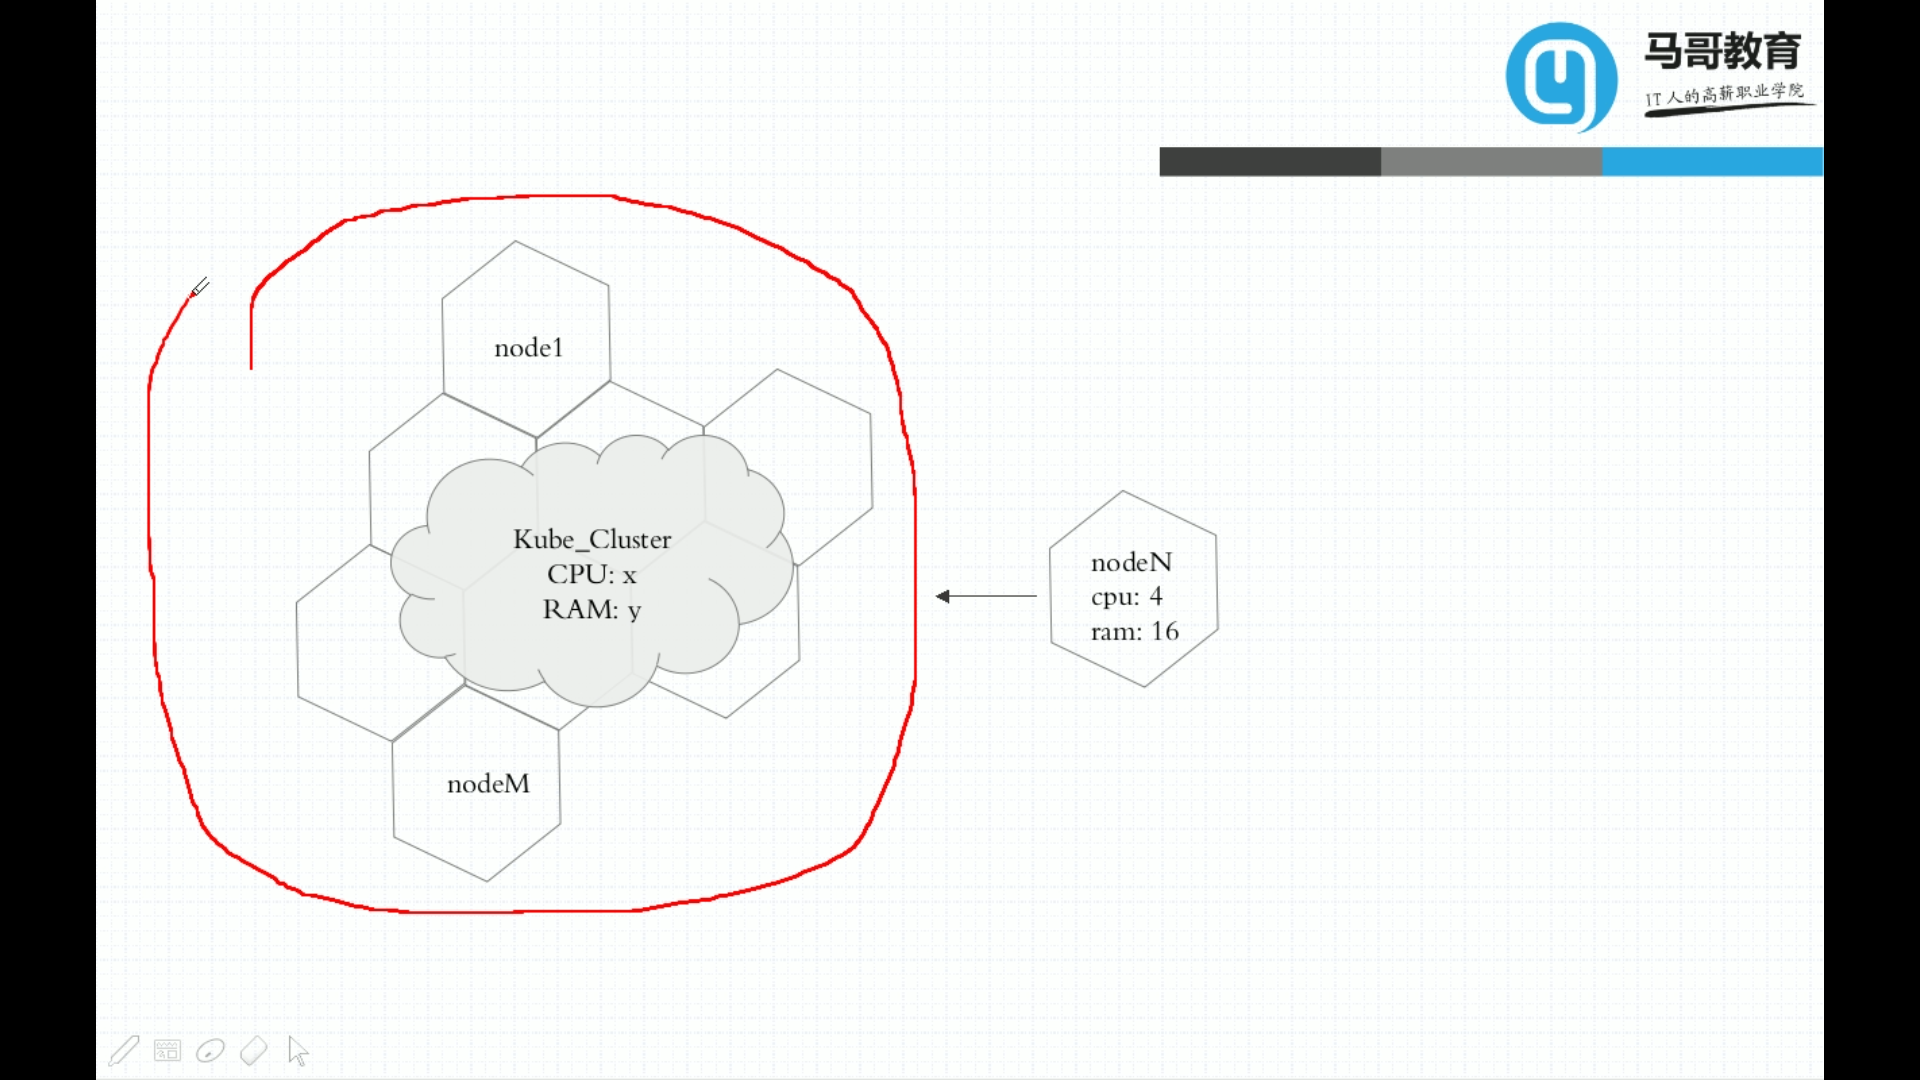 马哥教育
IT人的高薪职业学院
node1
Kube_Cluster
CPU: x
RAM: y
nodeN
cpu: 4
ram: 16
nodeM